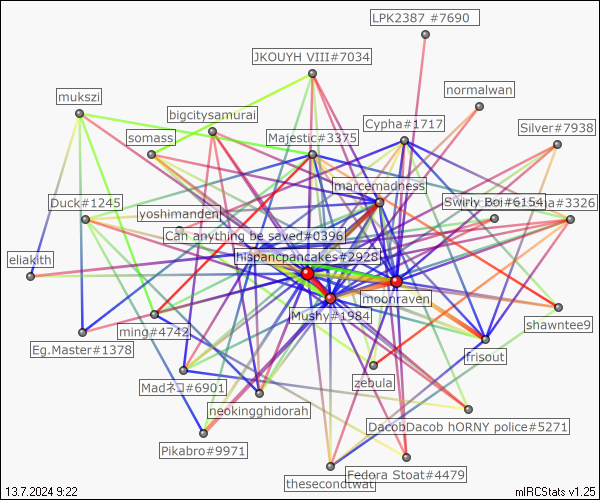 LPK2387 #7690
JKOUYH VIII#7034
normalwan
mukszi
bigcitysamurai
Cypha#1717
Silver#7938
somass
Majestic#3375
marcemadness
Duck#1245
yoshimanden
Swirly Boi#6154
na#3326
Can anything be saved#0396
eliakith
hispancpancakes#2928
moonraven
Mushy#1984
shawntee9
ming#4742
Eg.Master#1378
frisout
Madネコ#6901
zebula
neokingghidorah
DacobDacob hORNY police#5271
Pikabro#9971
Fedora Stoat#4479
thesecondtwat
13.7.2024 9:22
mIRCStats v1.25